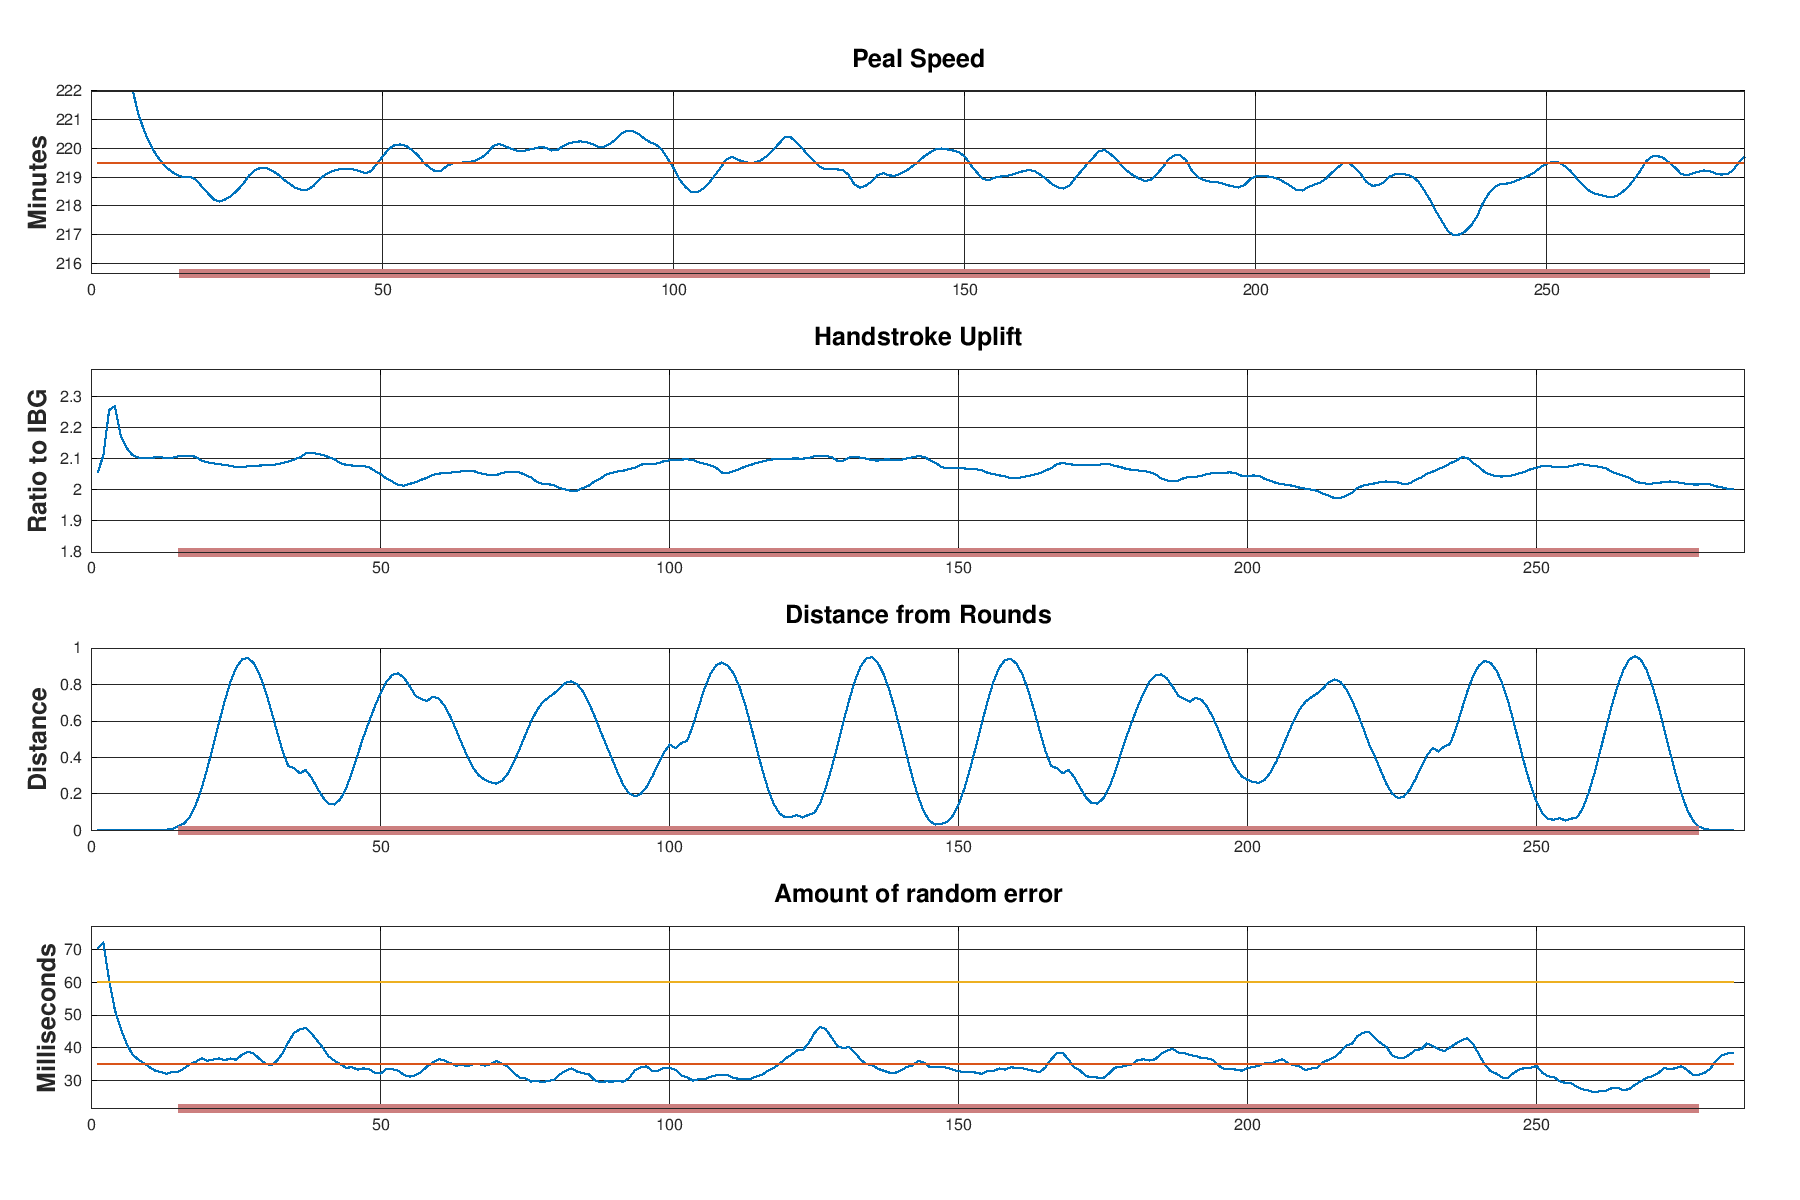 Peal Speed
Minutes
222
221
220
219
218
217
216
0 50 100 150 200 250
Handstroke Uplift
Ratio to IBG
2.3
2.2
2.1
2
1.9
1.8
0 50 100 150 200 250
Distance from Rounds
Distance
1
0.8
0.6
0.4
0.2
0
0 50 100 150 200 250
Amount of random error
Milliseconds
70
60
50
40
30
0 50 100 150 200 250